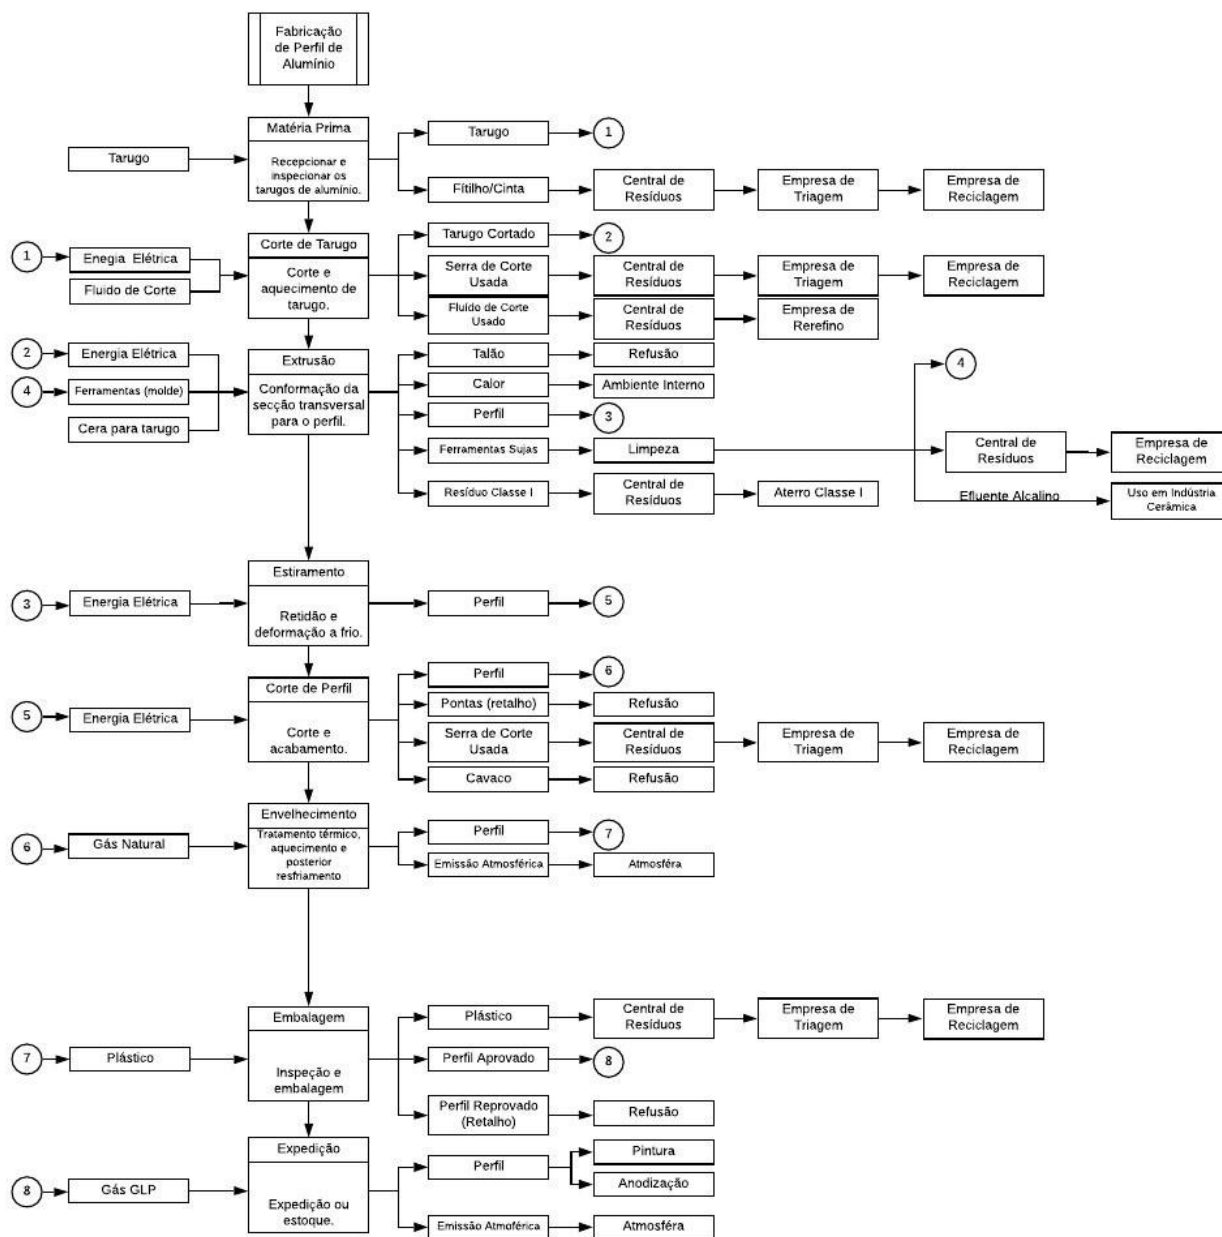 Fabricação
de Perfil de
Alumínio
Matéria Prima
Recepcionar e
inspecionar os
tarugos de alumínio.
Tarugo
Tarugo
1
Fítilho/Cinta
Central de
Resíduos
Empresa de
Triagem
Empresa de
Reciclagem
1
Enegia Elétrica
Fluido de Corte
Corte de Tarugo
Corte e
aquecimento de
tarugo.
Tarugo Cortado
2
Serra de Corte
Usada
Central de
Resíduos
Empresa de
Triagem
Empresa de
Reciclagem
Fluído de Corte
Usado
Central de
Resíduos
Empresa de
Rerefino
2
Energia Elétrica
4
Ferramentas (molde)
Cera para tarugo
Extrusão
Conformação da
secção transversal
para o perfil.
Talão
Refusão
Calor
Ambiente Interno
Perfil
3
Ferramentas Sujas
Limpeza
4
Central de
Resíduos
Empresa de
Reciclagem
Efluente Alcalino
Uso em Indústria
Cerâmica
Resíduo Classe I
Central de
Resíduos
Aterro Classe I
3
Energia Elétrica
Estiramento
Retidão e
deformação a frio.
Perfil
5
5
Energia Elétrica
Corte de Perfil
Corte e
acabamento.
Perfil
6
Pontas (retalho)
Refusão
Serra de Corte
Usada
Central de
Resíduos
Empresa de
Triagem
Empresa de
Reciclagem
Cavaco
Refusão
6
Gás Natural
Envelhecimento
Tratamento térmico,
aquecimento e
posterior
resfriamento
Perfil
7
Emissão Atmosférica
Atmosféra
7
Plástico
Embalagem
Inspeção e
embalagem
Plástico
Central de
Resíduos
Empresa de
Triagem
Empresa de
Reciclagem
Perfil Aprovado
8
Perfil Reprovado
(Retalho)
Refusão
8
Gás GLP
Expedição
Expedição ou
estoque.
Perfil
Pintura
Anodização
Emissão Atmoférica
Atmosféra